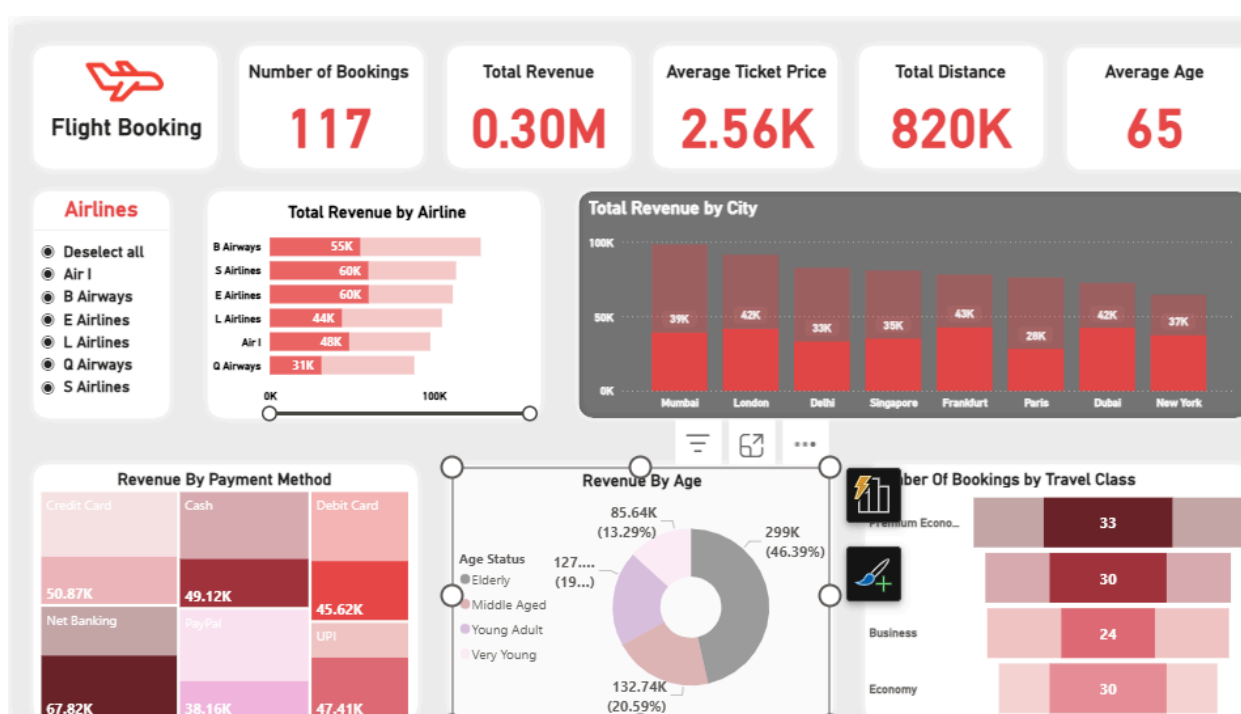 Flight Booking
Number of Bookings
117
Total Revenue
0.30M
Average Ticket Price
2.56K
Total Distance
820K
Average Age
65
Airlines
Deselect all
Air I
B Airways
E Airlines
L Airlines
Q Airways
S Airlines
Total Revenue by Airline
B Airways 55K
S Airlines 60K
E Airlines 60K
L Airlines 44K
Air I 48K
Q Airways 31K
0K 100K
Total Revenue by City
100K
50K
0K
39K 42K 33K 35K 43K 28K 42K 37K
Mumbai London Delhi Singapore Frankfurt Paris Dubai New York
Revenue By Payment Method
Credit Card
50.87K
Cash
49.12K
Debit Card
45.62K
Net Banking
67.82K
PayPal
38.16K
UPI
47.41K
Revenue By Age
Age Status
Elderly
Middle Aged
Young Adult
Very Young
85.64K
(13.29%)
299K
(46.39%)
127....
(19...)
132.74K
(20.59%)
Of Bookings by Travel Class
Econo... 33
30
Business 24
Economy 30